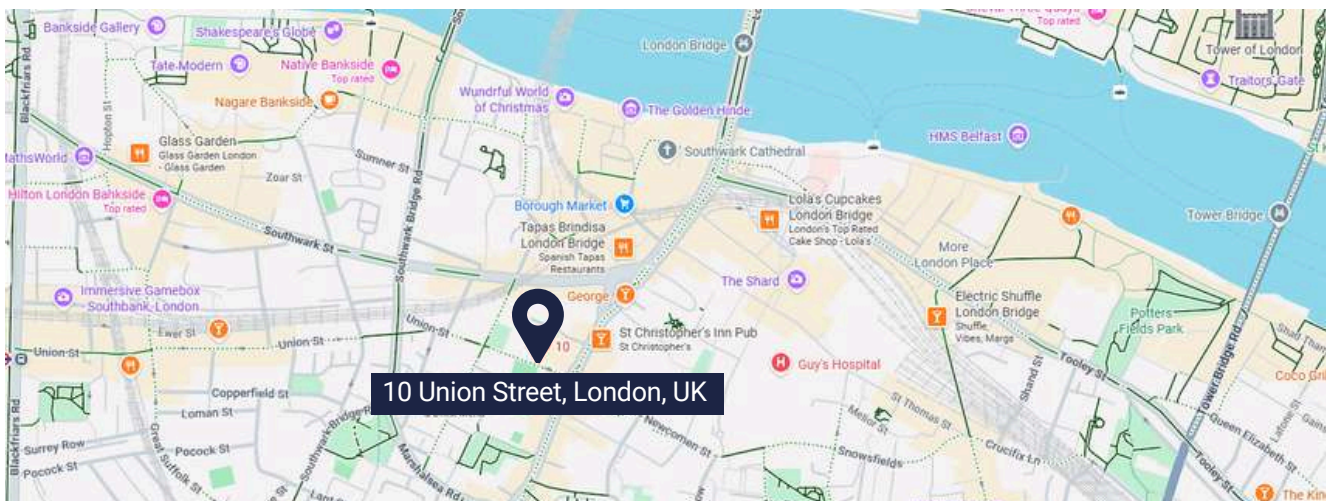 Bankside Gallery
Shakespeare's Globe
Tate Modern
Native Bankside
Top rated
Nagare Bankside
Blackfriars Rd
Hopton St
Glass Garden
Glass Garden London
- Glass Garden
MathsWorld
Hilton London Bankside
Top rated
Zoar St
Sumner St
Southwark Bridge Rd
Southwark St
Wundrful World
of Christmas
The Golden Hinde
London Bridge
Southwark Cathedral
Borough Market
Tapas Brindisa
London Bridge
Spanish Tapas
Restaurants
Lola's Cupcakes
London Bridge
London's Top Rated
Cake Shop - Lola's
HMS Belfast
Top rated
Tower of London
Traitors' Gate
Tower Bridge
More
London Place
The Shard
George
Immersive Gamebox
- Southbank, London
Ewer St
Union St
Union St
Union St
10
St Christopher's Inn Pub
St Christopher's
Guy's Hospital
Electric Shuffle
London Bridge
Shuffle,
Vibes, Margs
Potters
Fields Park
Tower Bridge Rd
Shad Tham
Coco Gri
Tooley St
Shand St
10 Union Street, London, UK
Copperfield St
Loman St
Great Suffolk St
Surrey Row
Pocock St
Pocock St
Blackfriars Rd
Marshalsea Rd
Newcomen St
Melior St
St Thomas St
Snowsfields
Crucifix Ln
Queen Elizabeth St
Lafone St
Gains
Tooley St
The Kin